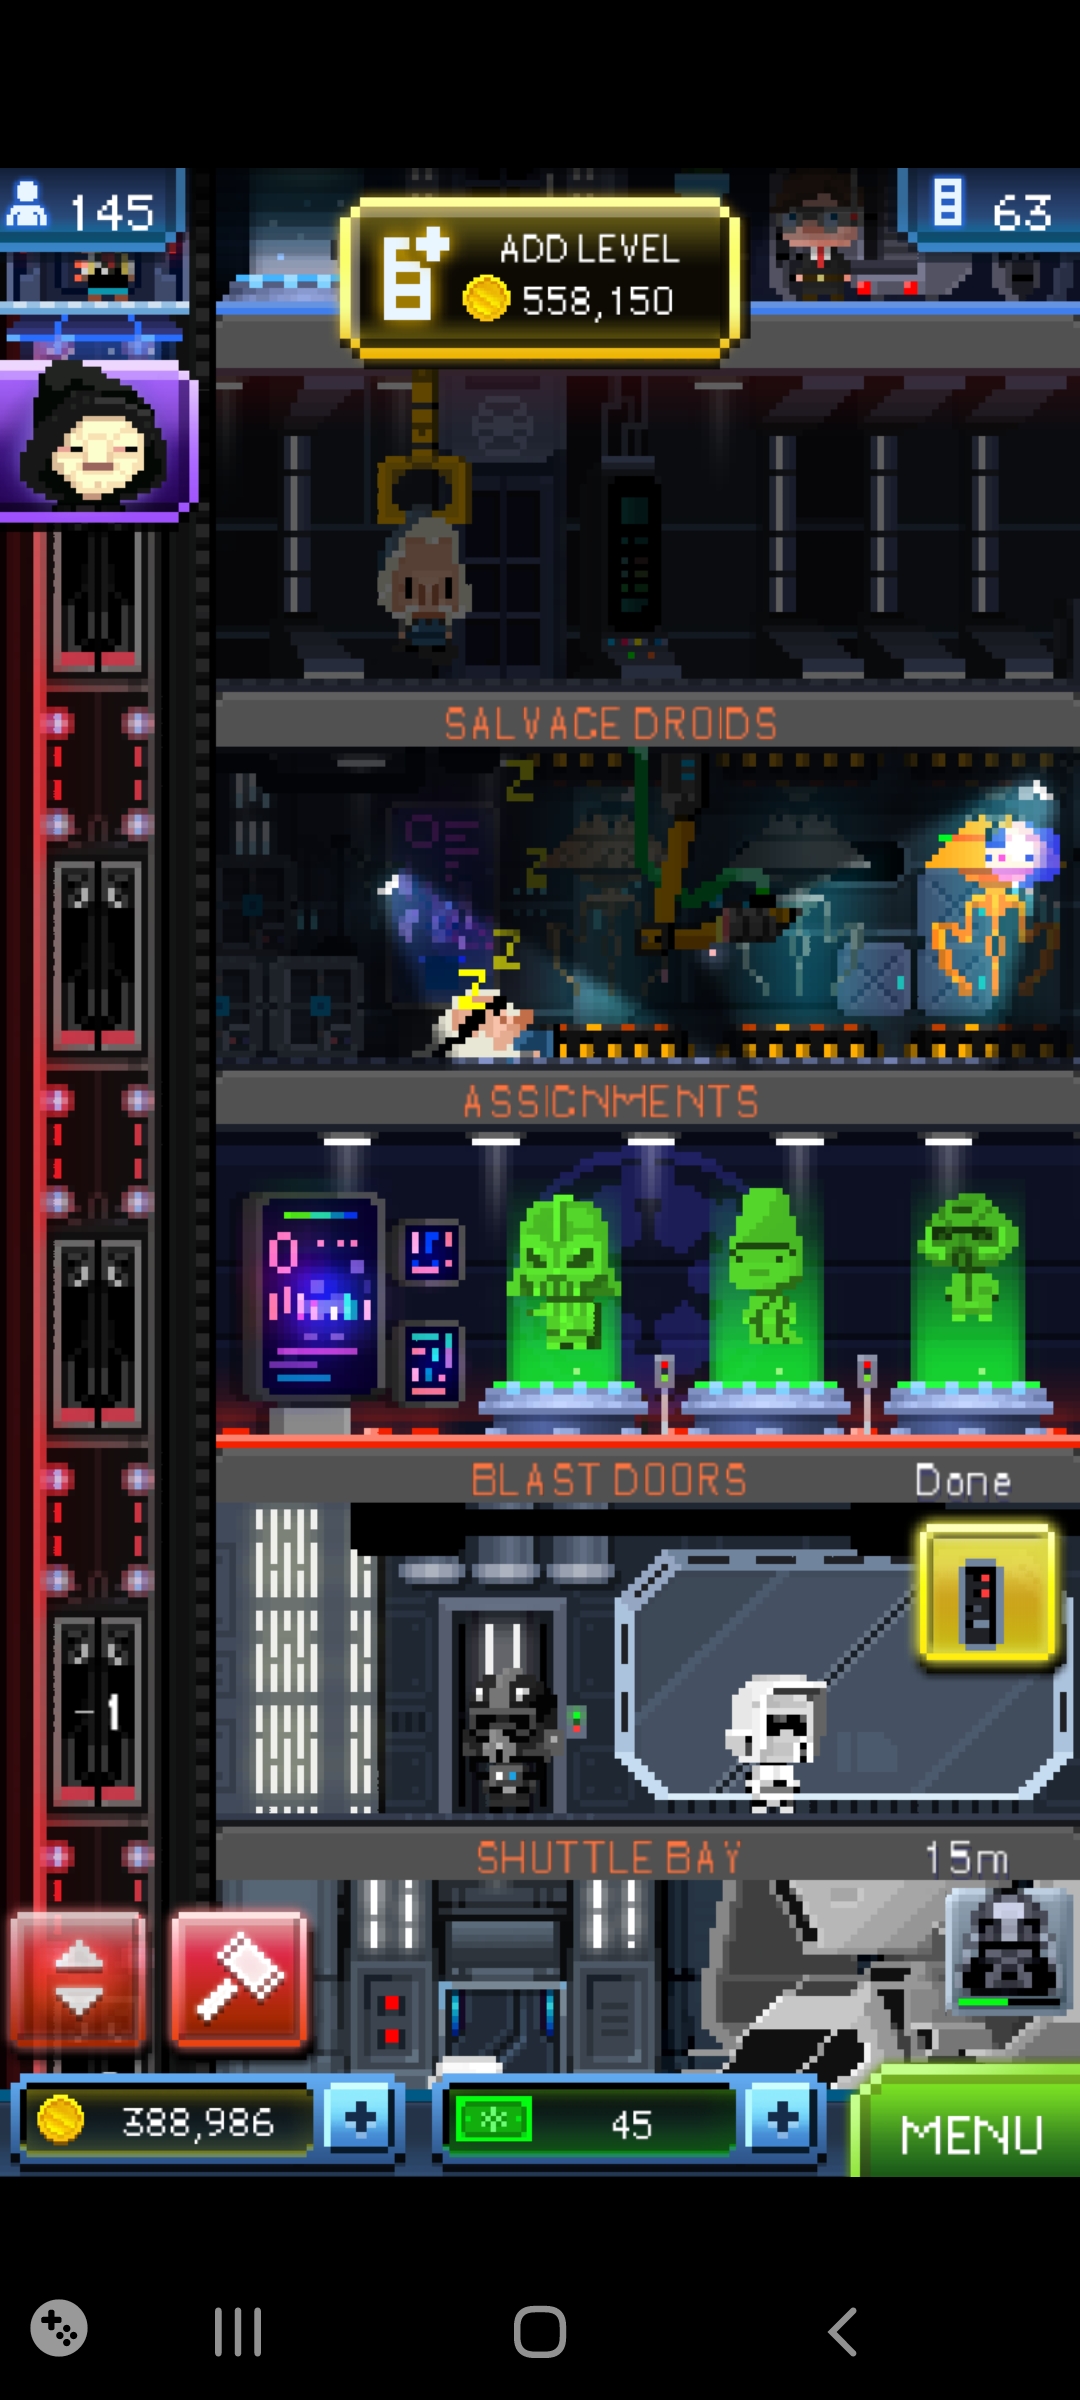 145
ADD LEVEL
558,150
63
SALVAGE DROIDS
Z
Z
Z
Z
ASSIGNMENTS
BLAST DOORS Done
-1
SHUTTLE BAY 15m
388,986
45
MENU